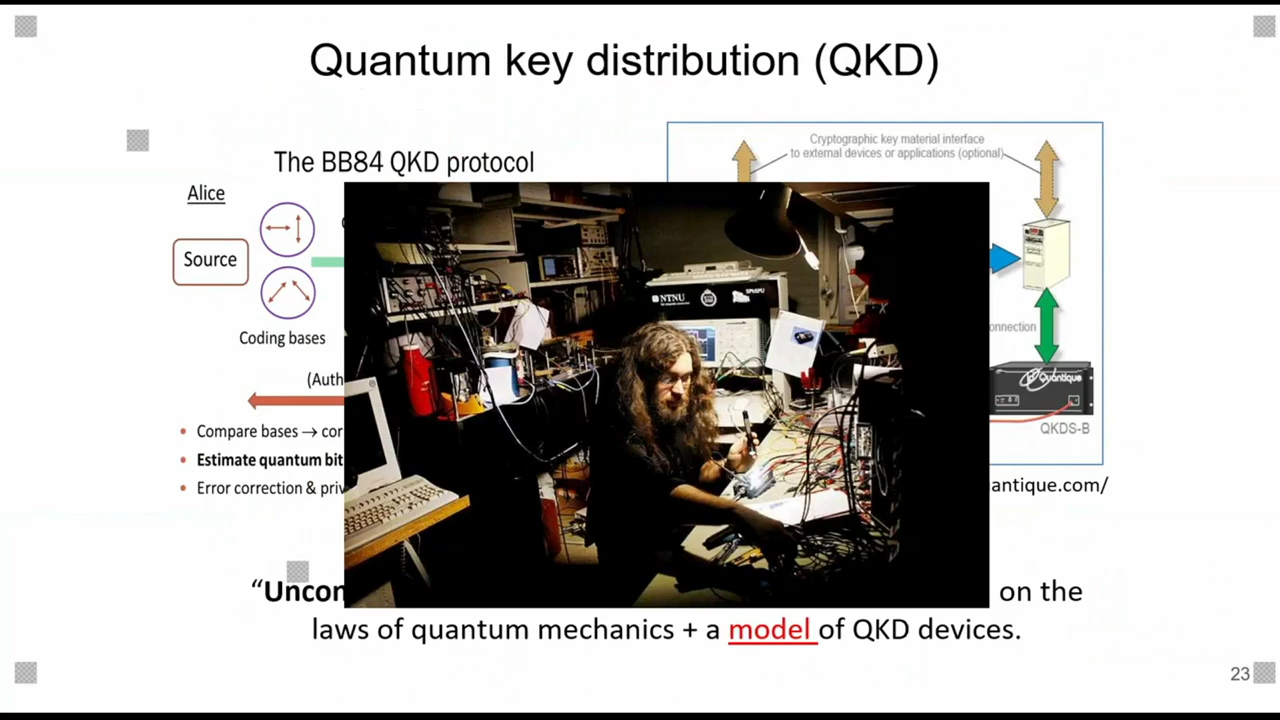 Quantum key distribution (QKD)
The BB84 QKD protocol
Alice
Source
Coding bases
(Auth
• Compare bases → cor
• Estimate quantum bit
• Error correction & priv
Cryptographic key material interface
to external devices or applications (optional)
NTNU
onnection
Quantique
QKDS-B
antique.com/
“Uncon
on the
laws of quantum mechanics + a model of QKD devices.
23